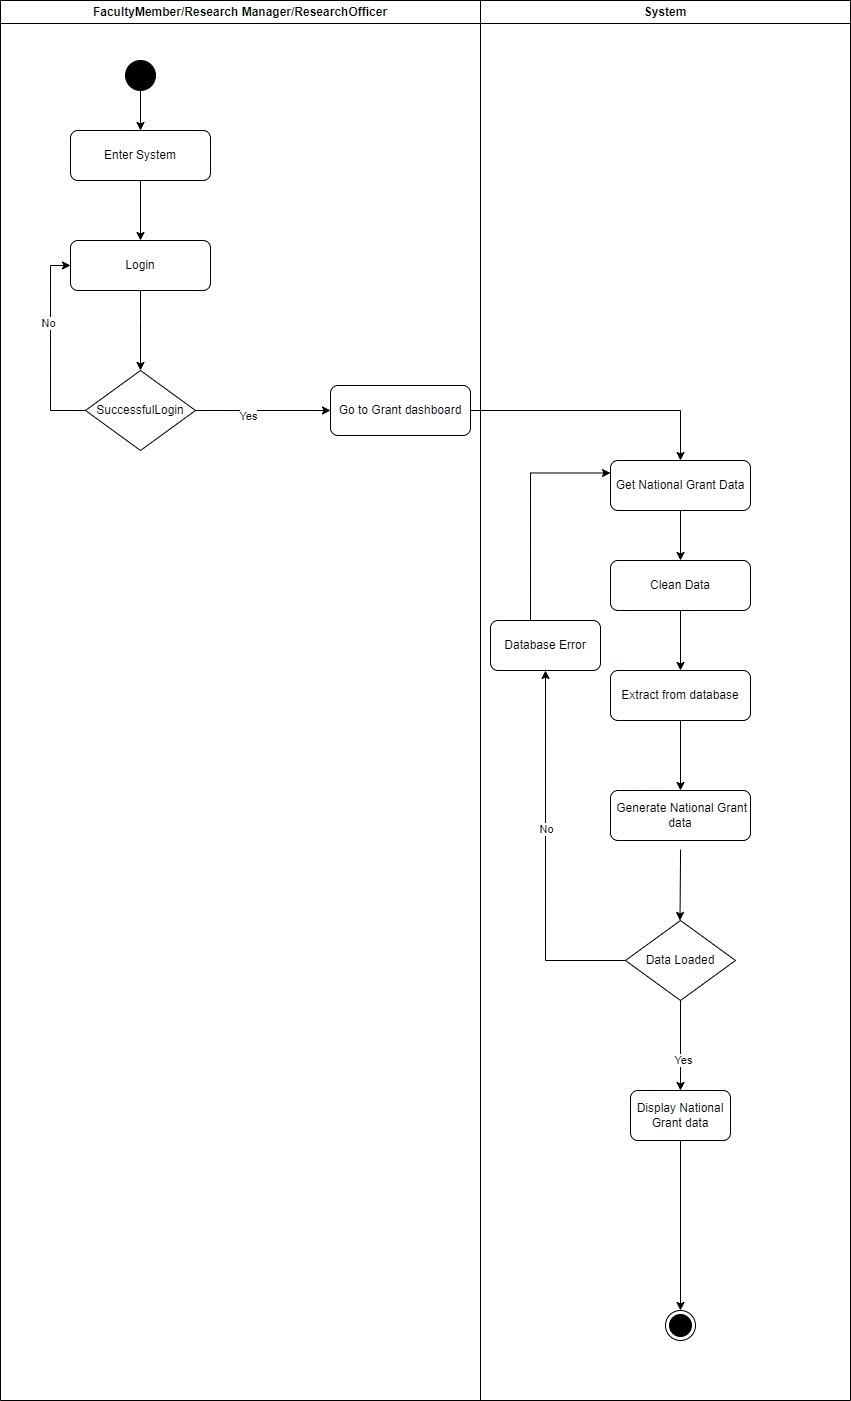 FacultyMember/Research Manager/ResearchOfficer
System
Enter System
Login
No
SuccessfulLogin
Yes
Go to Grant dashboard
Get National Grant Data
Clean Data
Database Error
Extract from database
Generate National Grant
data
No
Data Loaded
Yes
Display National
Grant data